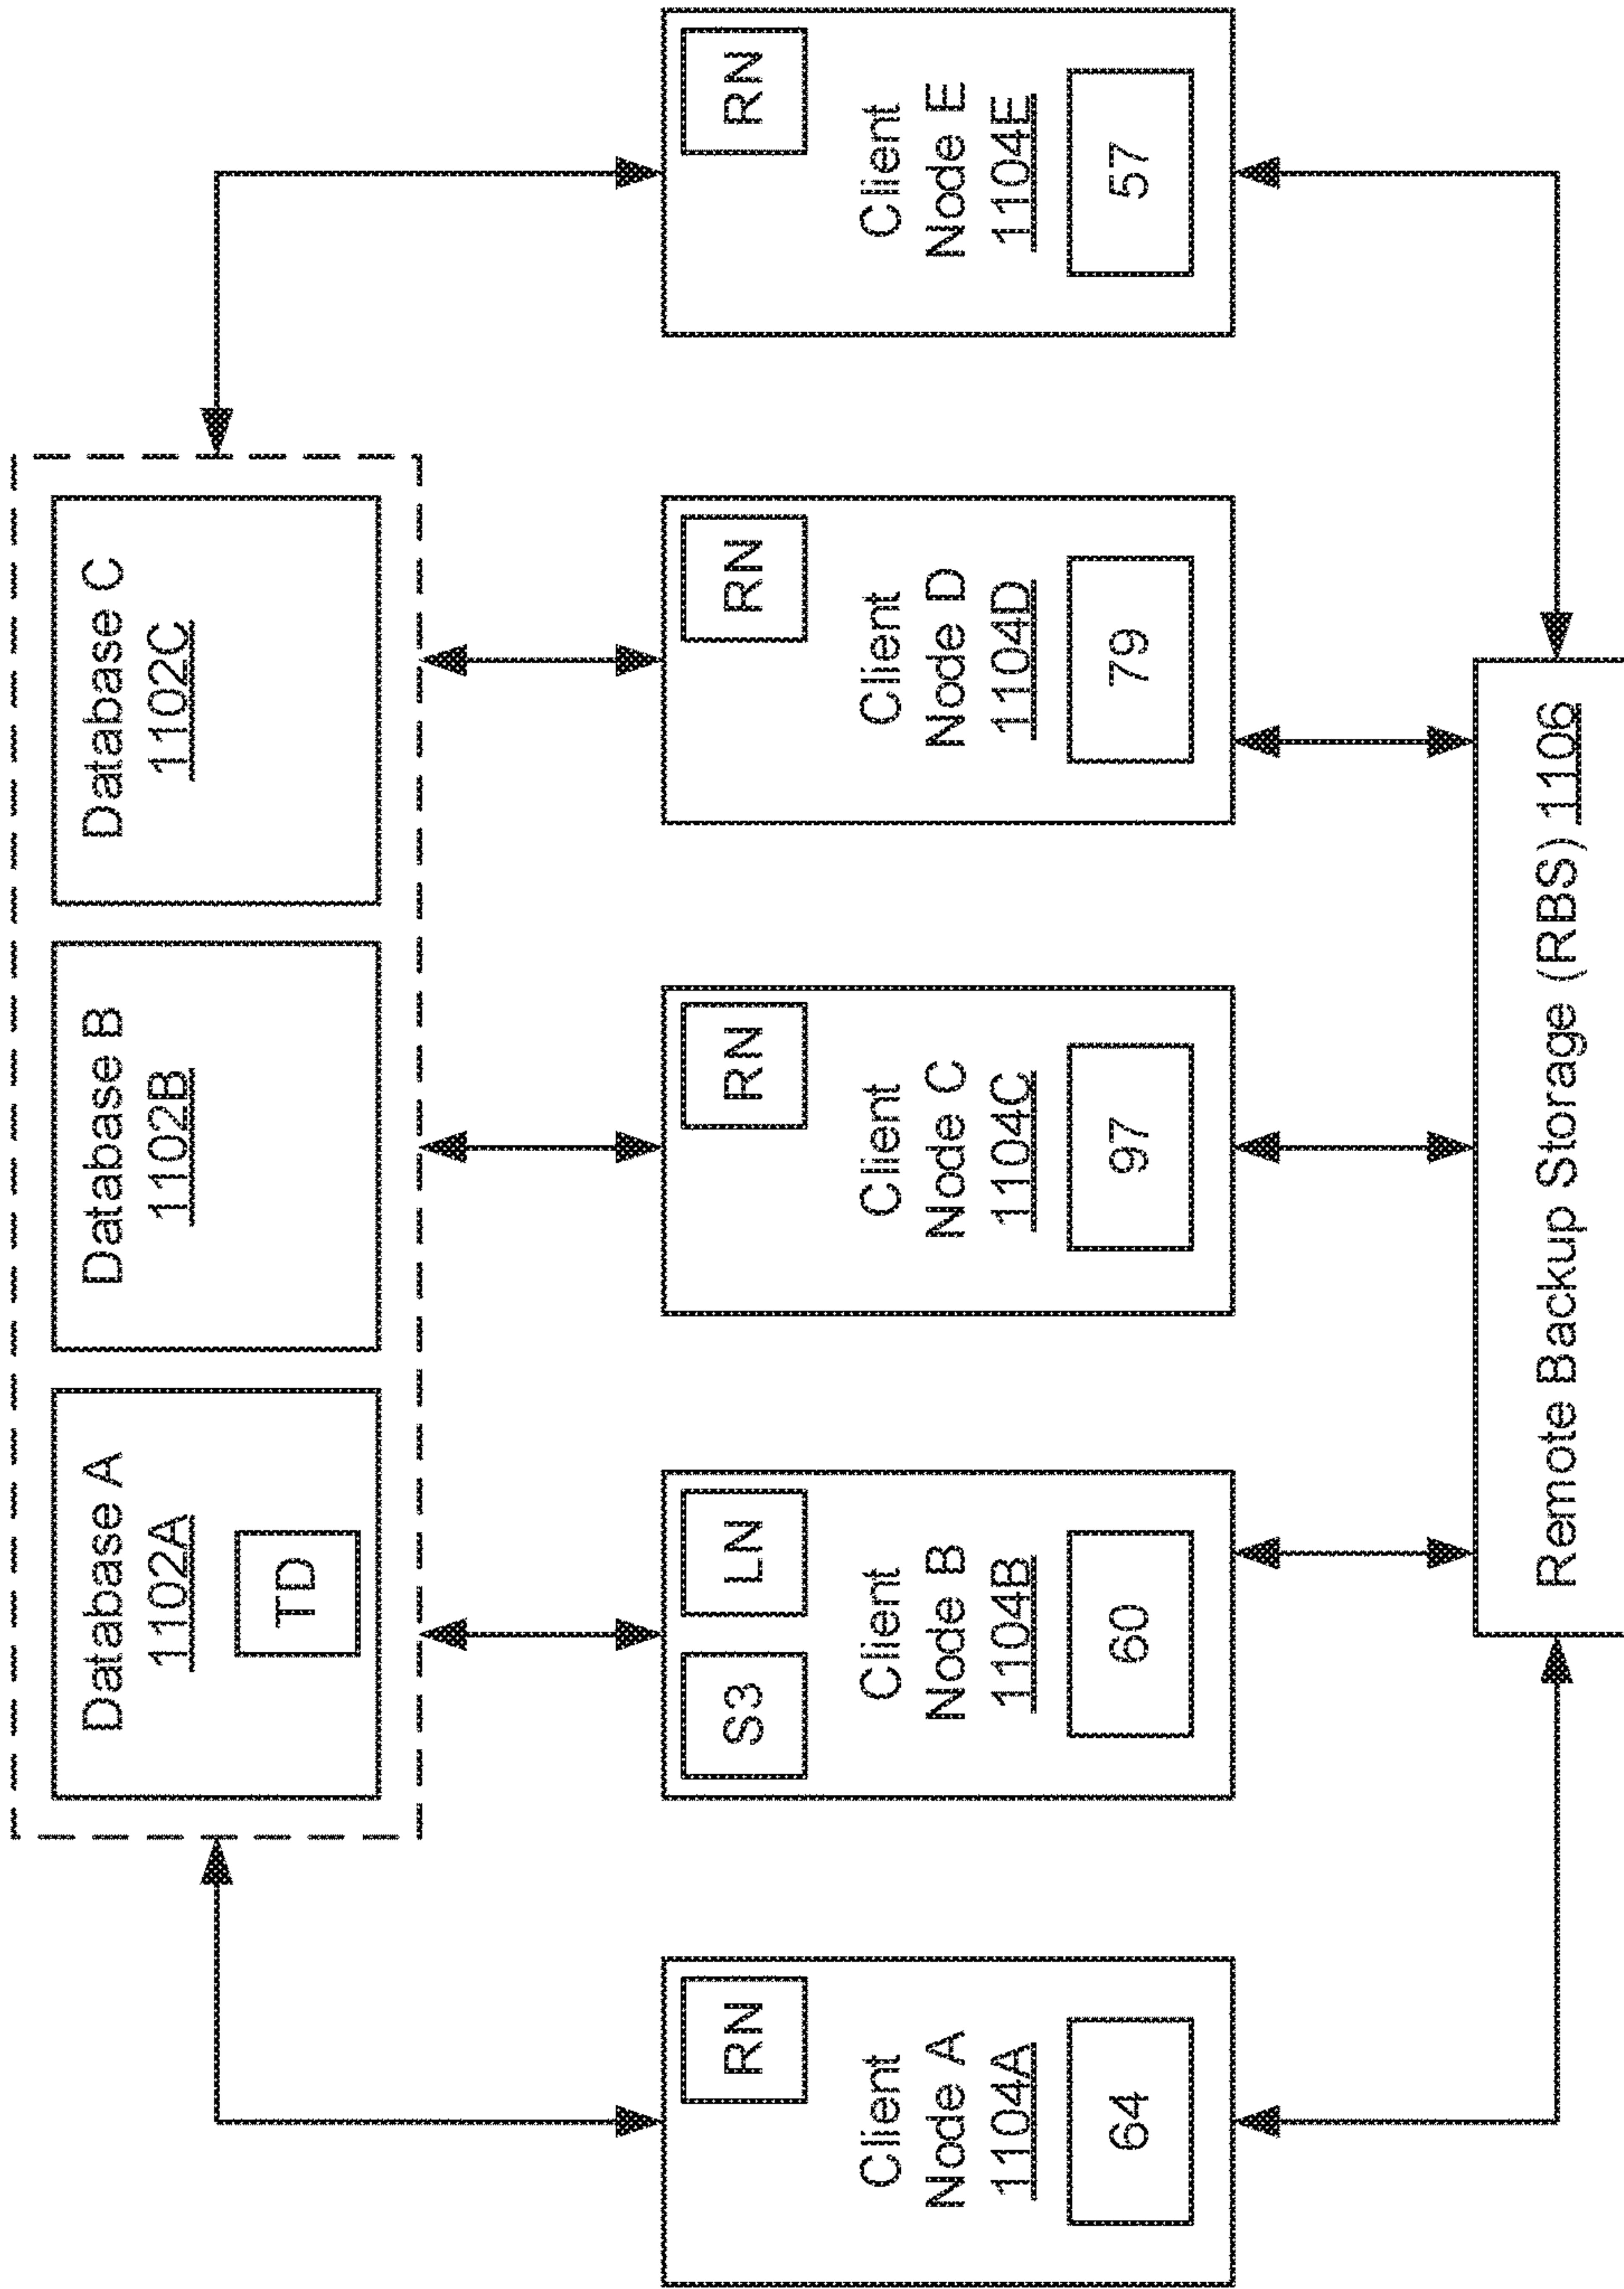 Database A
1102A
TD
Database B
1102B
Database C
1102C
RN
Client
Node A
1104A
64
S3
LN
Client
Node B
1104B
60
RN
Client
Node C
1104C
97
RN
Client
Node D
1104D
79
RN
Client
Node E
1104E
57
Remote Backup Storage (RBS) 1106